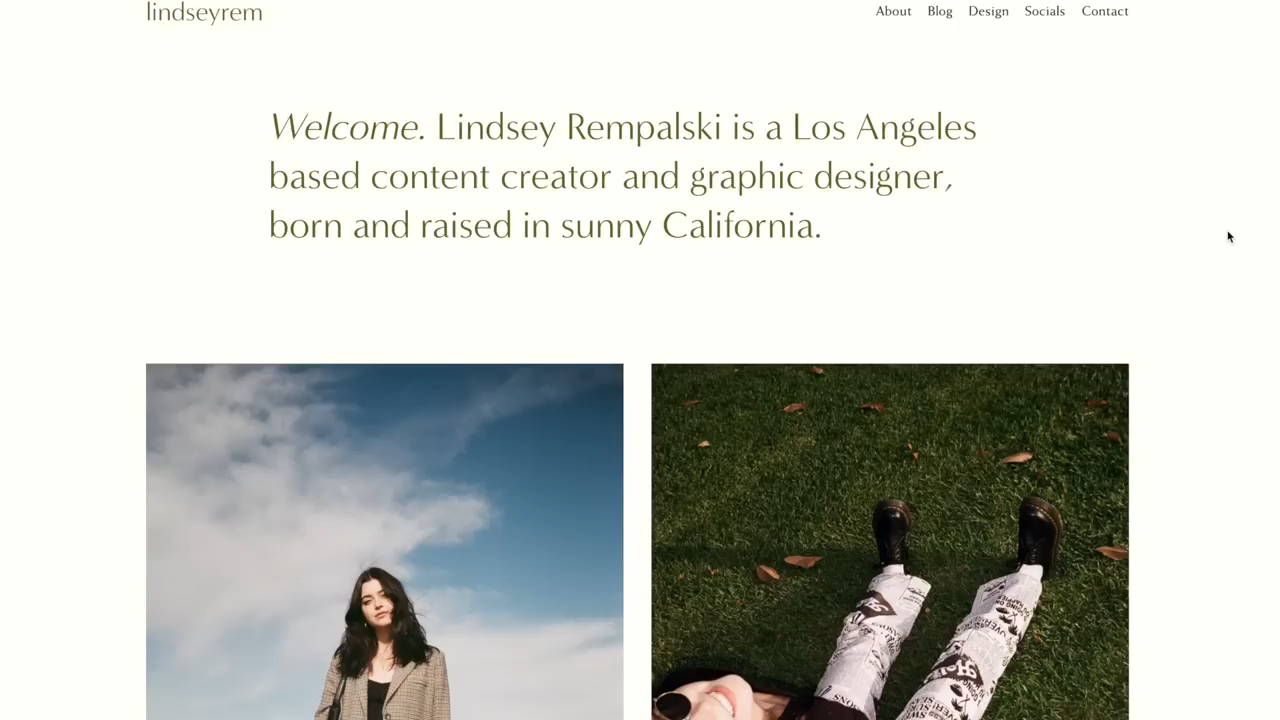 lindseyrem
About Blog Design Socials Contact
Welcome. Lindsey Rempalski is a Los Angeles
based content creator and graphic designer,
born and raised in sunny California.